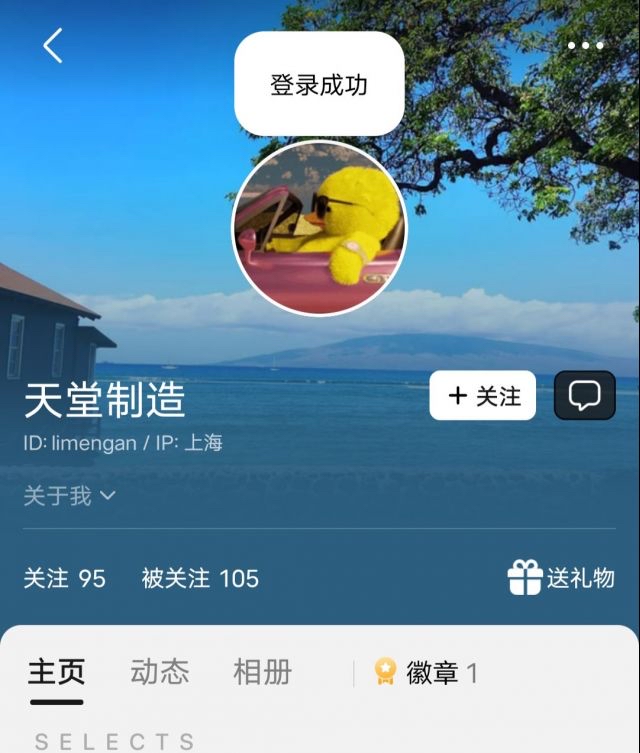 登录成功
天堂制造
+ 关注
ID: limengan / IP: 上海
关于我
关注 95 被关注 105 送礼物
主页 动态 相册 徽章 1
SELECTS